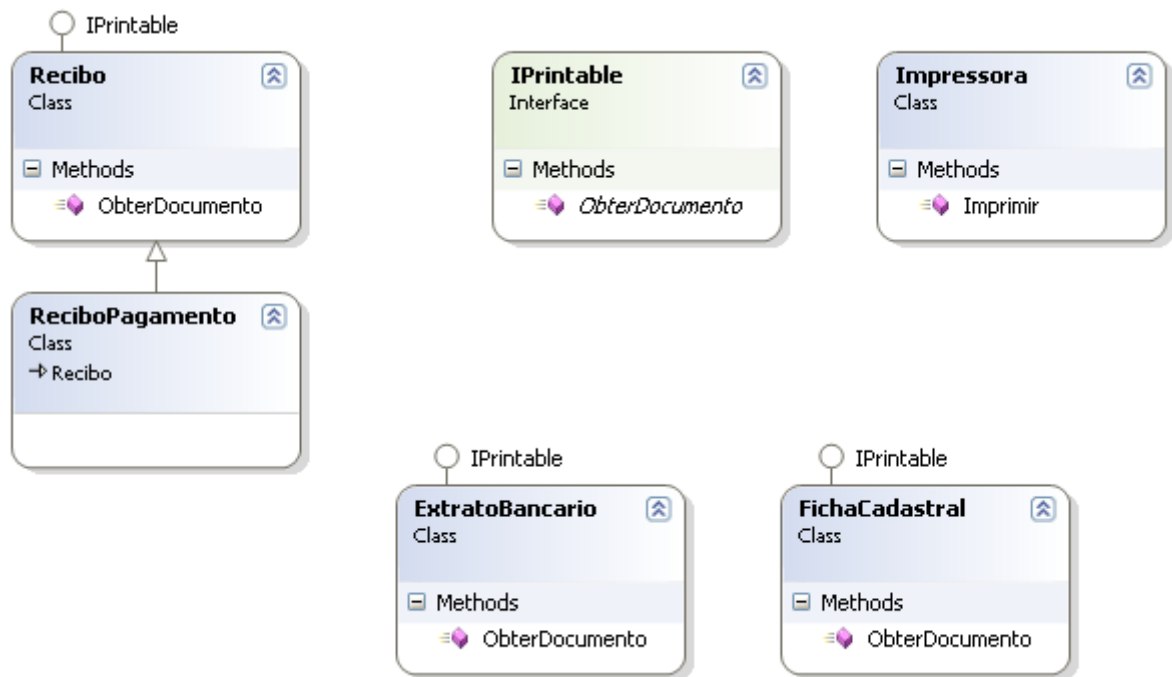 IPrintable
Recibo
Class
Methods
ObterDocumento
IPrintable
Interface
Methods
ObterDocumento
Impressora
Class
Methods
Imprimir
ReciboPagamento
Class
Recibo
IPrintable
ExtratoBancario
Class
Methods
ObterDocumento
IPrintable
FichaCadastral
Class
Methods
ObterDocumento